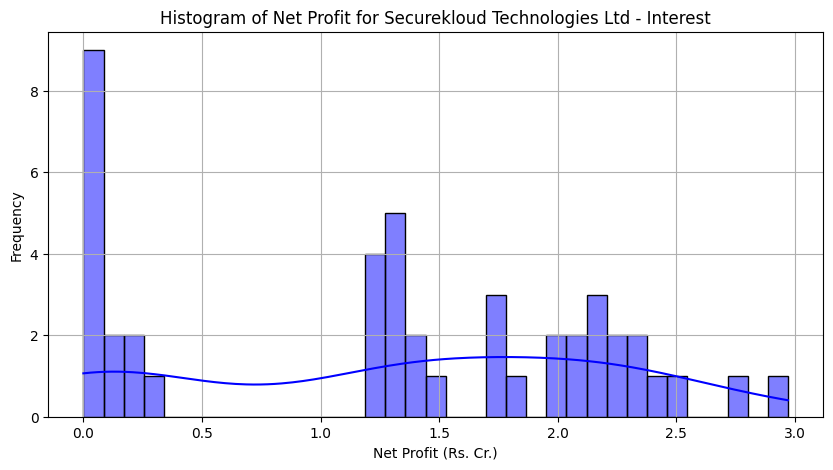 Histogram of Net Profit for Securekloud Technologies Ltd - Interest
Frequency
8
6
4
2
0
0.0 0.5 1.0 1.5 2.0 2.5 3.0
Net Profit (Rs. Cr.)